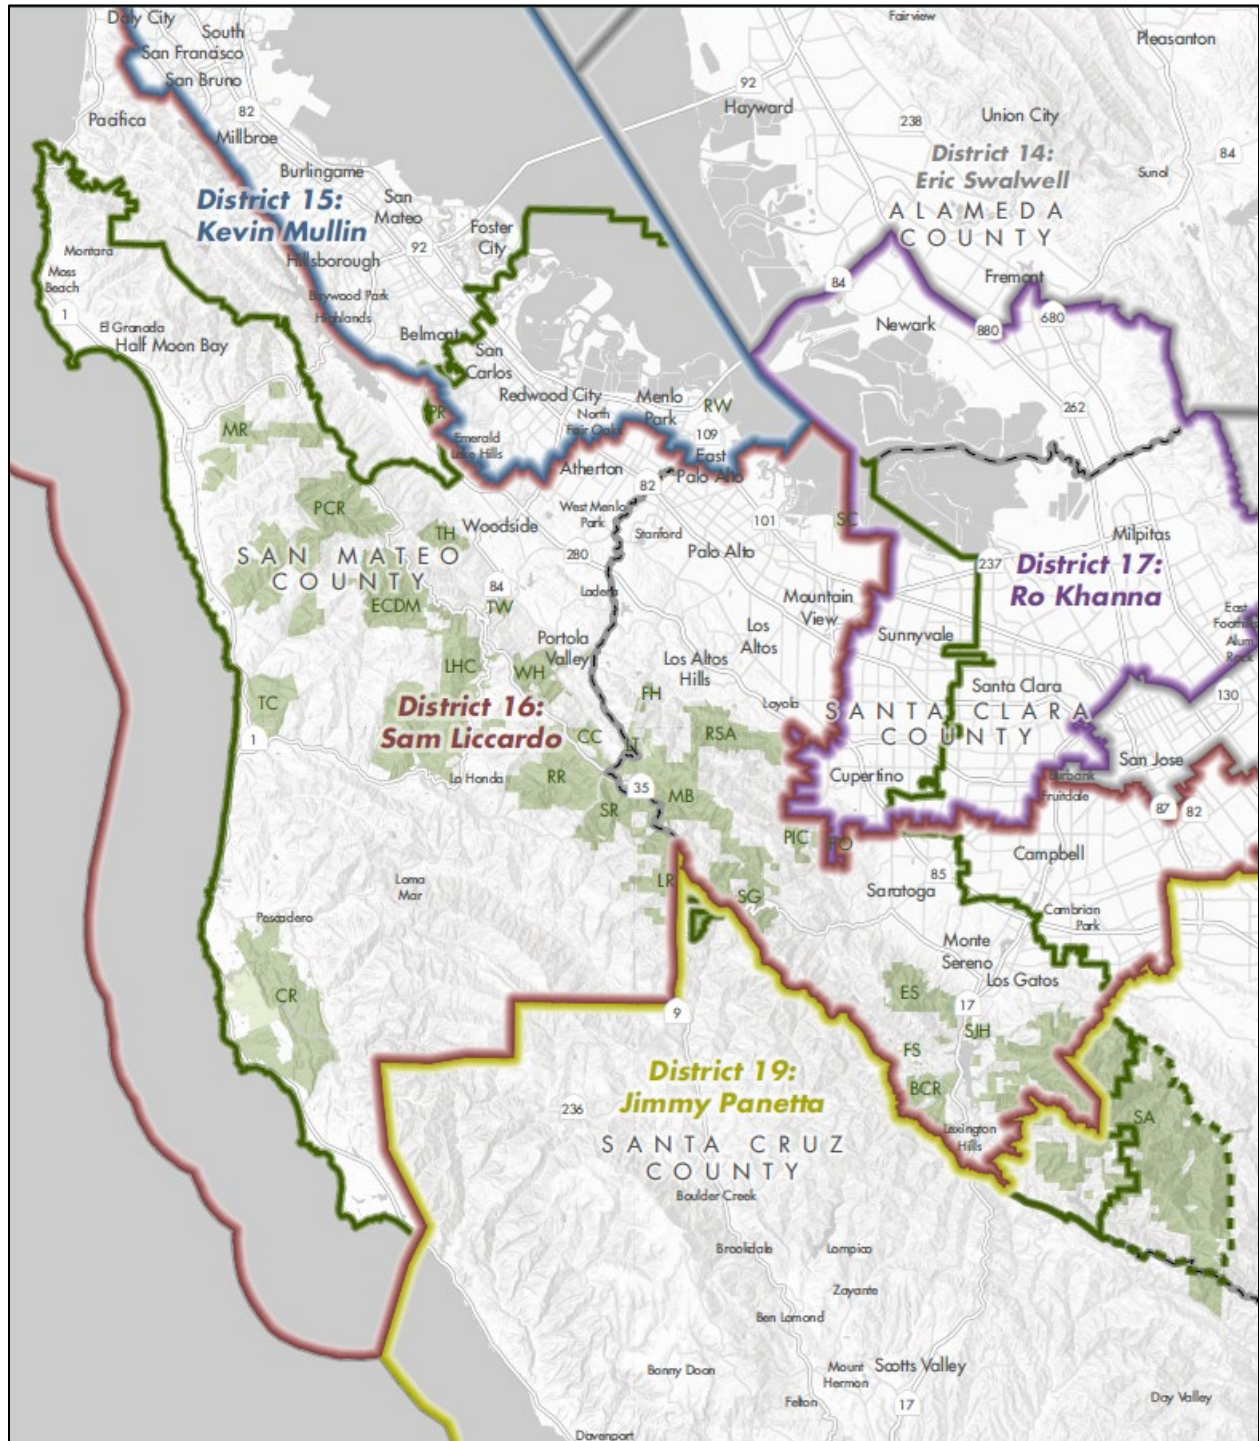 Daly City
South
San Francisco
San Bruno
Fairview
Pleasanton
92
Hayward
82
Pacifica
Millbrae
238
Union City
District 14:
Eric Swalwell
84
Sunol
Burlingame
District 15:
Kevin Mullin
San
Mateo
ALAMEDA
COUNTY
Foster
City
92
Montara
Moss
Beach
Hillsborough
Fremont
84
Baywood Park
Highlands
1
El Granada
Half Moon Bay
Belmont
Newark
880
680
San
Carlos
Redwood City
Menlo
Park
RW
262
PR
North
Fair Oaks
MR
Emerald
Lake Hills
109
East
Palo Alto
Atherton
82
PCR
West Menlo
Park
101
SC
Woodside
TH
Stanford
Milpitas
SAN MATEO
COUNTY
280
Palo Alto
237
District 17:
Ro Khanna
84
TW
Ladera
ECDM
Mountain
View
East
Foothills
Alum
Rock
Portola
Valley
Los
Altos
Sunnyvale
LHC
WH
Los Altos
Hills
Santa Clara
TC
FH
Loyola
130
District 16:
Sam Liccardo
SANTA CLARA
COUNTY
CC
LT
RSA
1
San Jose
La Honda
RR
Cupertino
Burbank
Fruitdale
35
MB
SR
87
82
PIC
FO
Campbell
Loma
Mar
LR
85
Saratoga
SG
Pescadero
Cambrian
Park
Monte
Sereno
Los Gatos
CR
ES
17
9
SJH
FS
District 19:
Jimmy Panetta
BCR
236
SA
Lexington
Hills
SANTA CRUZ
COUNTY
Boulder Creek
Brookdale
Lompico
Zayante
Ben Lomond
Bonny Doon
Mount
Hermon
Scotts Valley
Felton
17
Day Valley
Davenport